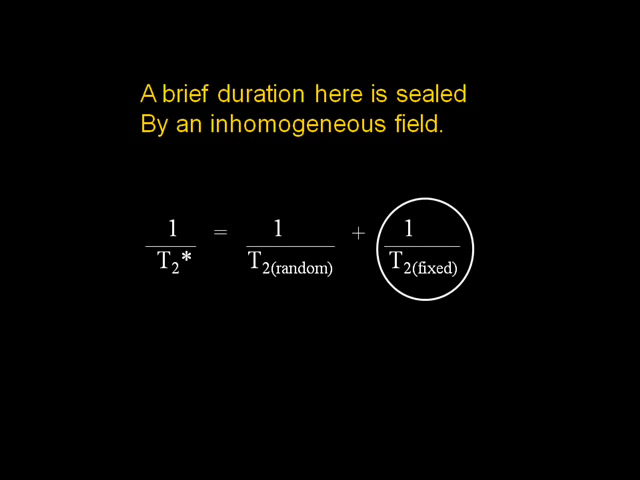 A brief duration here is sealed
By an inhomogeneous field.
1/T₂* = 1/T₂(random) + 1/T₂(fixed)